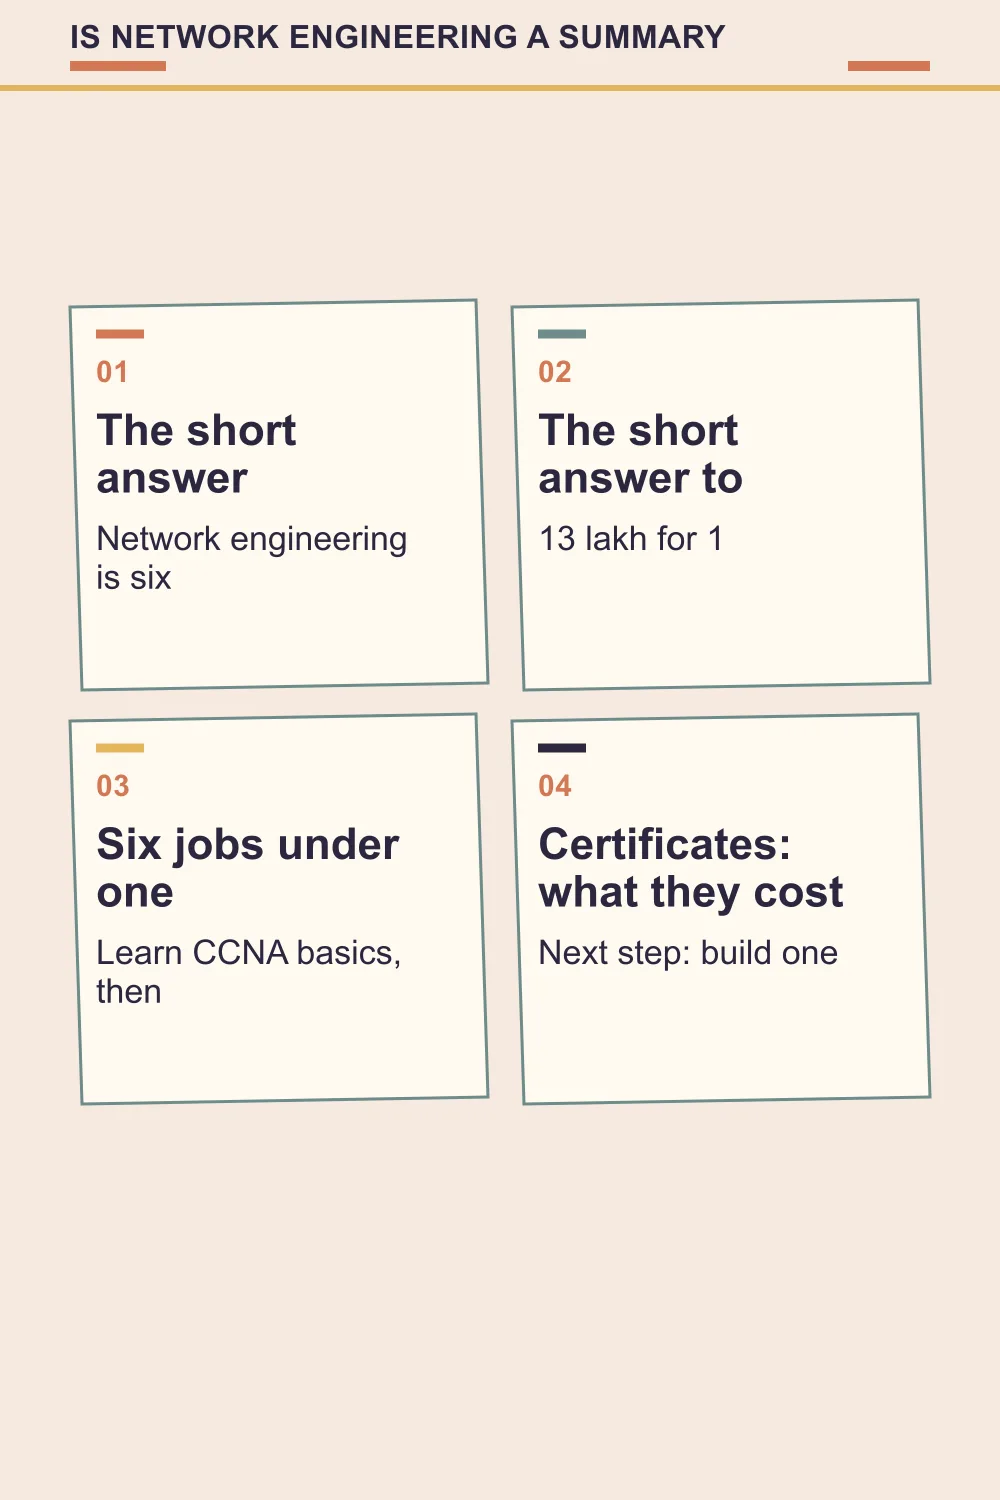 IS NETWORK ENGINEERING A SUMMARY
01
The short
answer
Network engineering
is six
02
The short
answer to
13 lakh for 1
03
Six jobs under
one
Learn CCNA basics,
then
04
Certificates:
what they cost
Next step: build one